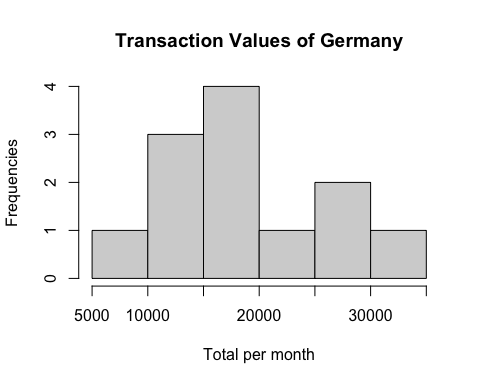 Transaction Values of Germany
Frequencies
4
3
2
1
0
5000 10000 20000 30000
Total per month